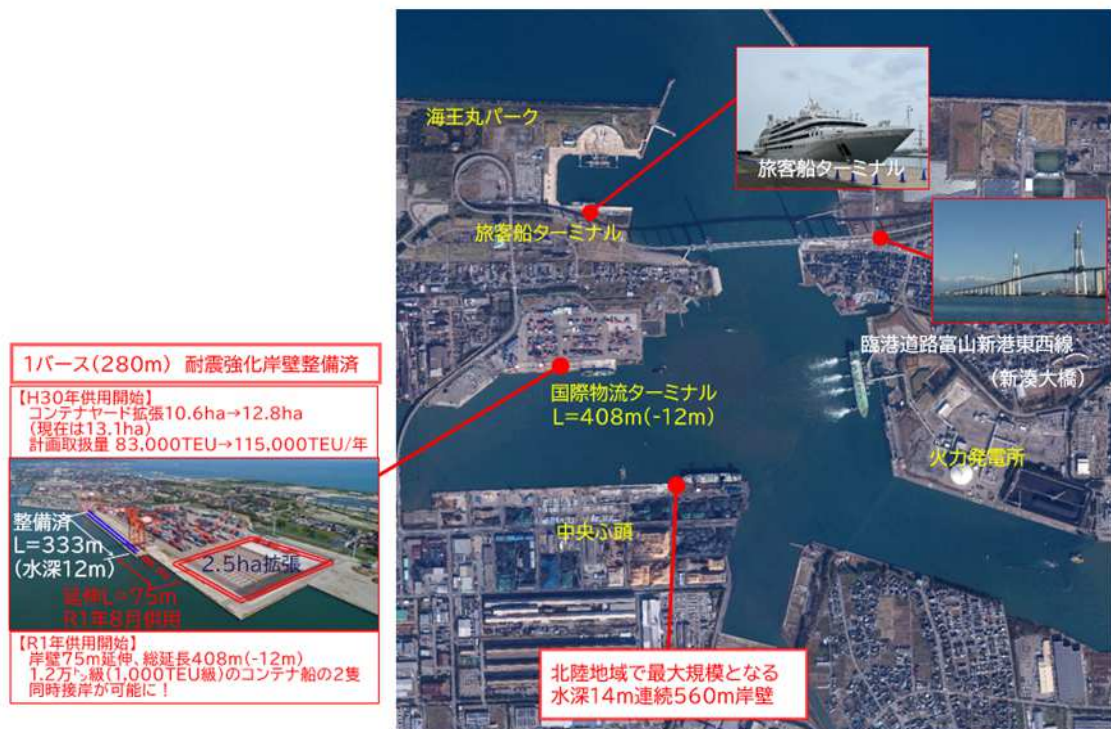 海王丸パーク
旅客船ターミナル
旅客船ターミナル
臨港道路富山新港東西線
(新湊大橋)
国際物流ターミナル
L=408m(-12m)
火力発電所
中央ふ頭
北陸地域で最大規模となる
水深14m連続560m岸壁
1バース(280m) 耐震強化岸壁整備済
【H30年供用開始】
コンテナヤード拡張10.6ha→12.8ha
(現在は13.1ha)
計画取扱量 83,000TEU→115,000TEU/年
整備済
L=333m
(水深12m)
2.5ha拡張
延伸L=75m
R1年8月供用
【R1年供用開始】
岸壁75m延伸、総延長408m(-12m)
1.2万㌧級(1,000TEU級)のコンテナ船の2隻
同時接岸が可能に！